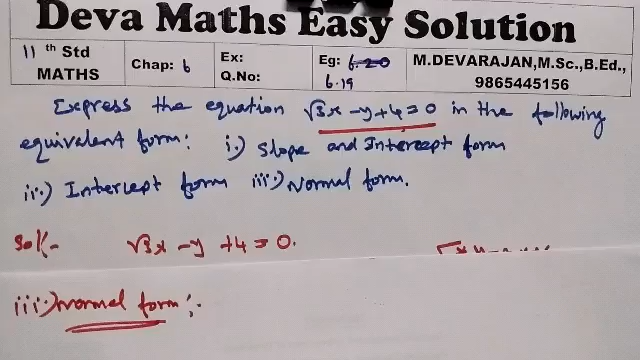 Deva Maths Easy Solution
11 th Std
MATHS
Chap: 6
Ex:
Q.No:
Eg: 6.20
6.19
M.DEVARAJAN,M.Sc.,B.Ed.,
9865445156
Express the equation √3x - y + 4 = 0 in the following
equivalent form: i.) Slope and Intercept form
ii.) Intercept form iii.) Normal form.
Sol:- √3x - y + 4 = 0.
iii.) Normal form:-